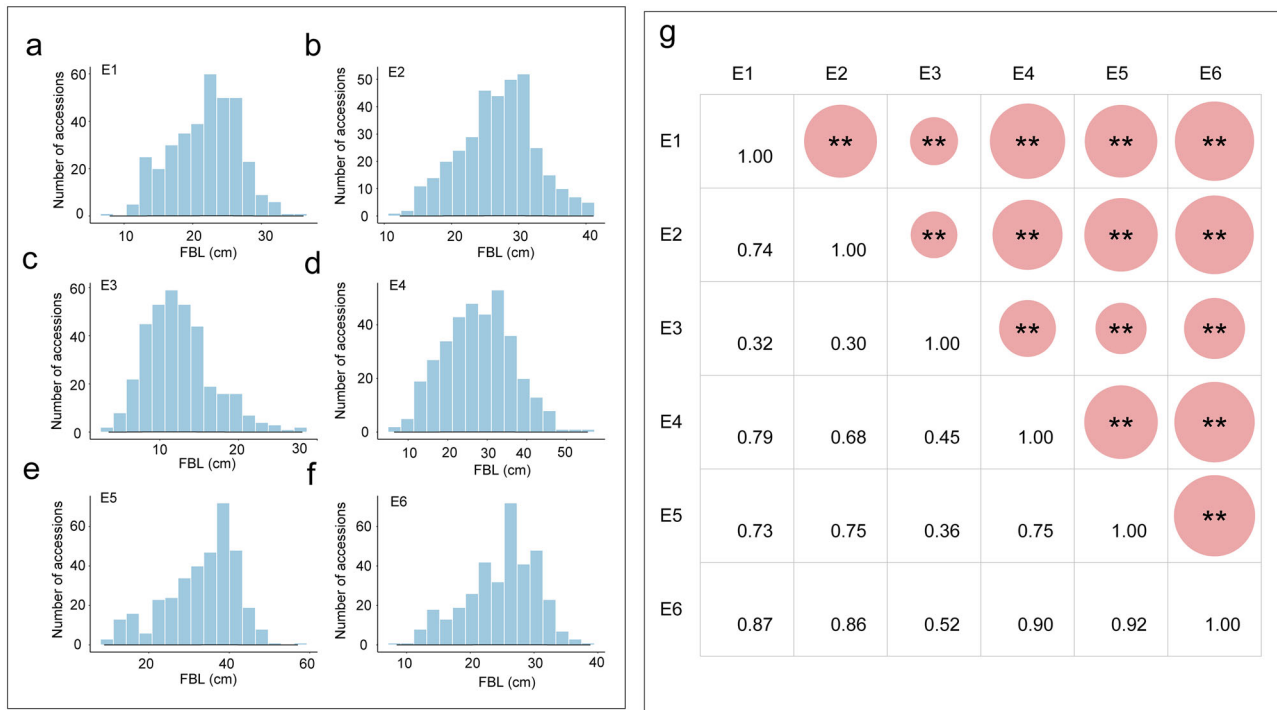 a
E1
Number of accessions
60
40
20
0
10 20 30
FBL (cm)
b
E2
Number of accessions
50
40
30
20
10
0
10 20 30 40
FBL (cm)
c
E3
Number of accessions
60
40
20
0
10 20 30
FBL (cm)
d
E4
Number of accessions
40
20
0
10 20 30 40 50
FBL (cm)
e
E5
Number of accessions
60
40
20
0
20 40 60
FBL (cm)
f
E6
Number of accessions
60
40
20
0
10 20 30 40
FBL (cm)
g
E1 E2 E3 E4 E5 E6
E1 1.00 ** ** ** ** **
E2 0.74 1.00 ** ** ** **
E3 0.32 0.30 1.00 ** ** **
E4 0.79 0.68 0.45 1.00 ** **
E5 0.73 0.75 0.36 0.75 1.00 **
E6 0.87 0.86 0.52 0.90 0.92 1.00